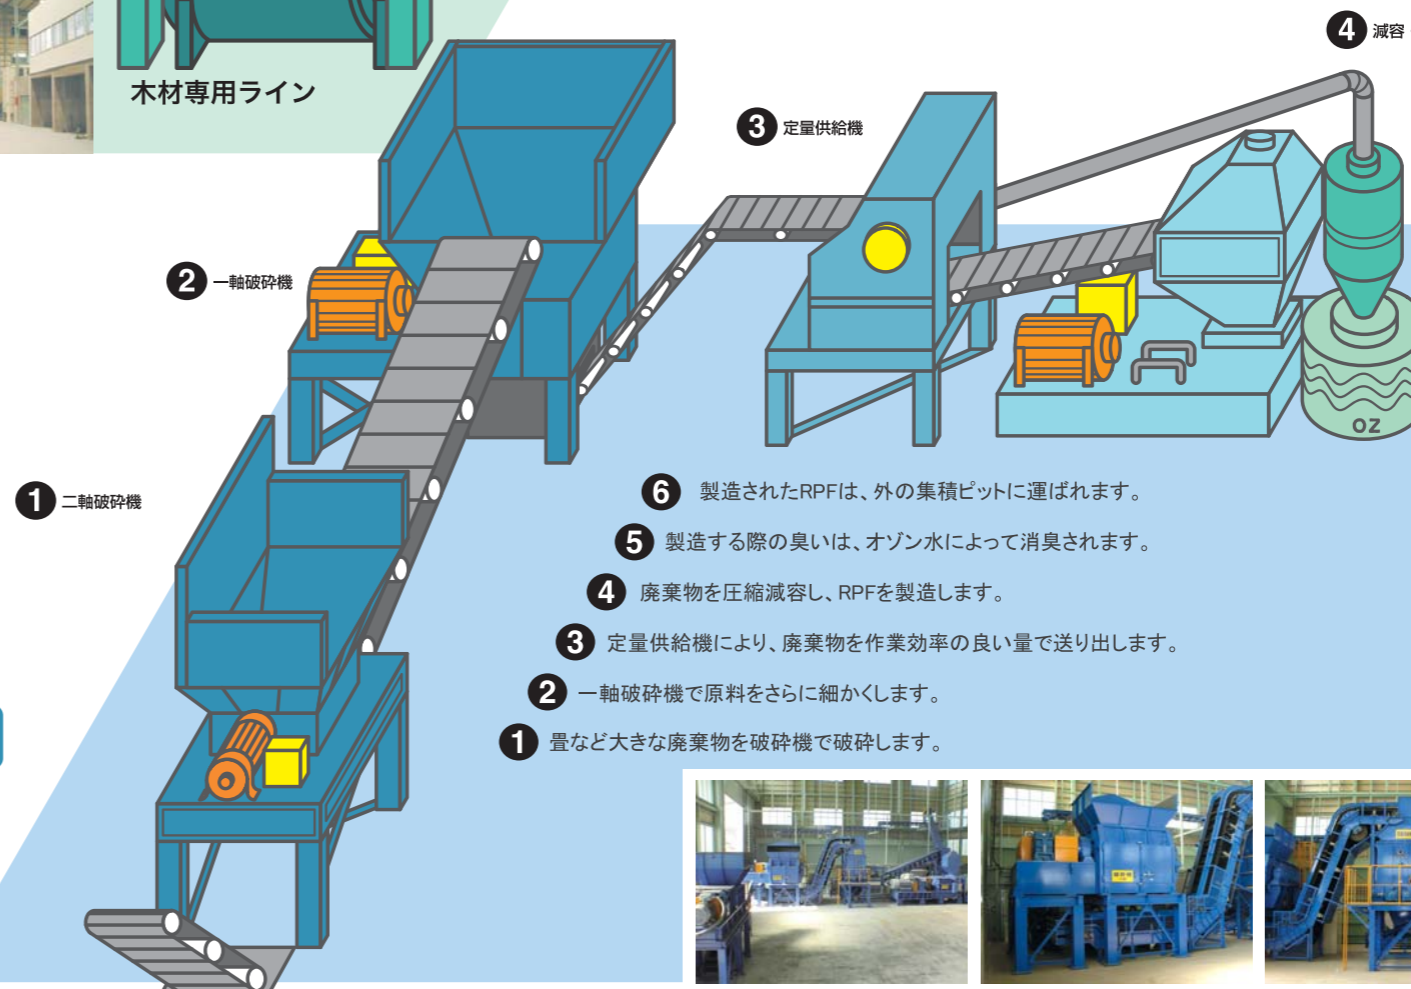 木材専用ライン
④ 減容
③ 定量供給機
② 一軸破砕機
① 二軸破砕機
OZ
⑥ 製造されたRPFは、外の集積ピットに運ばれます。
⑤ 製造する際の臭いは、オゾン水によって消臭されます。
④ 廃棄物を圧縮減容し、RPFを製造します。
③ 定量供給機により、廃棄物を作業効率の良い量で送り出します。
② 一軸破砕機で原料をさらに細かくします。
① 畳など大きな廃棄物を破砕機で破砕します。